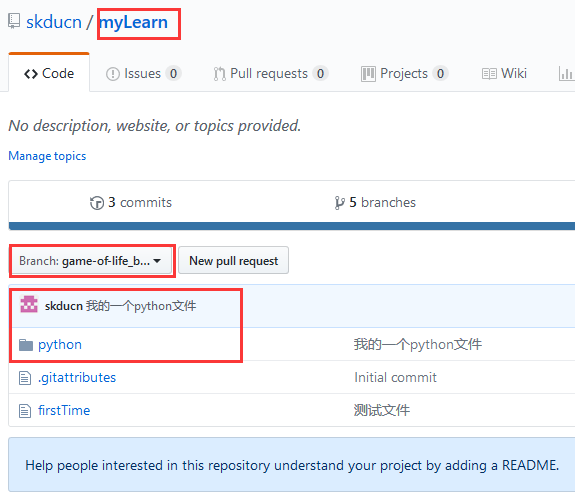 skducn / myLearn
Code Issues 0 Pull requests 0 Projects 0 Wiki
No description, website, or topics provided.
Manage topics
3 commits 5 branches
Branch: game-of-life_b... New pull request
skducn 我的一个python文件
python 我的一个python文件
.gitattributes Initial commit
firstTime 测试文件
Help people interested in this repository understand your project by adding a README.